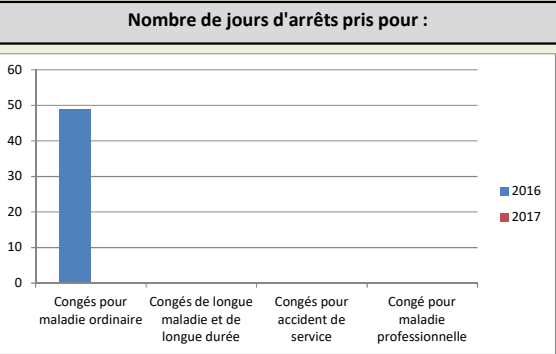 Nombre de jours d'arrêts pris pour :
60
50
40
30
20
10
0
2016
2017
Congés pour
maladie ordinaire
Congés de longue
maladie et de
longue durée
Congés pour
accident de
service
Congé pour
maladie
professionnelle